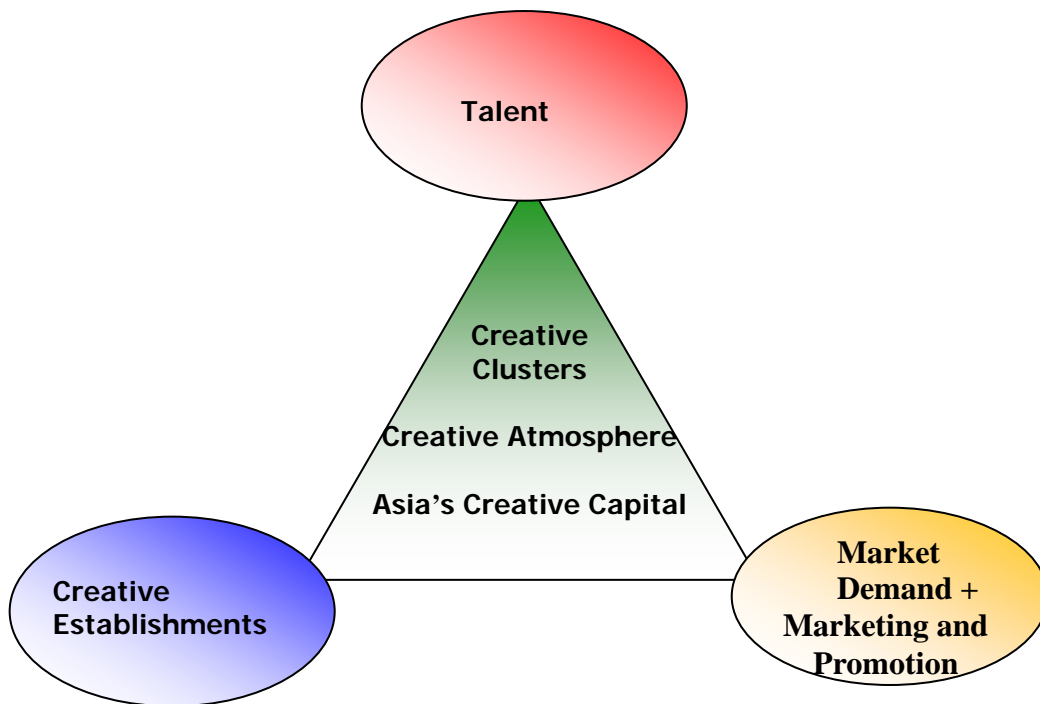 Talent
Creative
Clusters
Creative Atmosphere
Asia’s Creative Capital
Creative
Establishments
Market
Demand +
Marketing and
Promotion